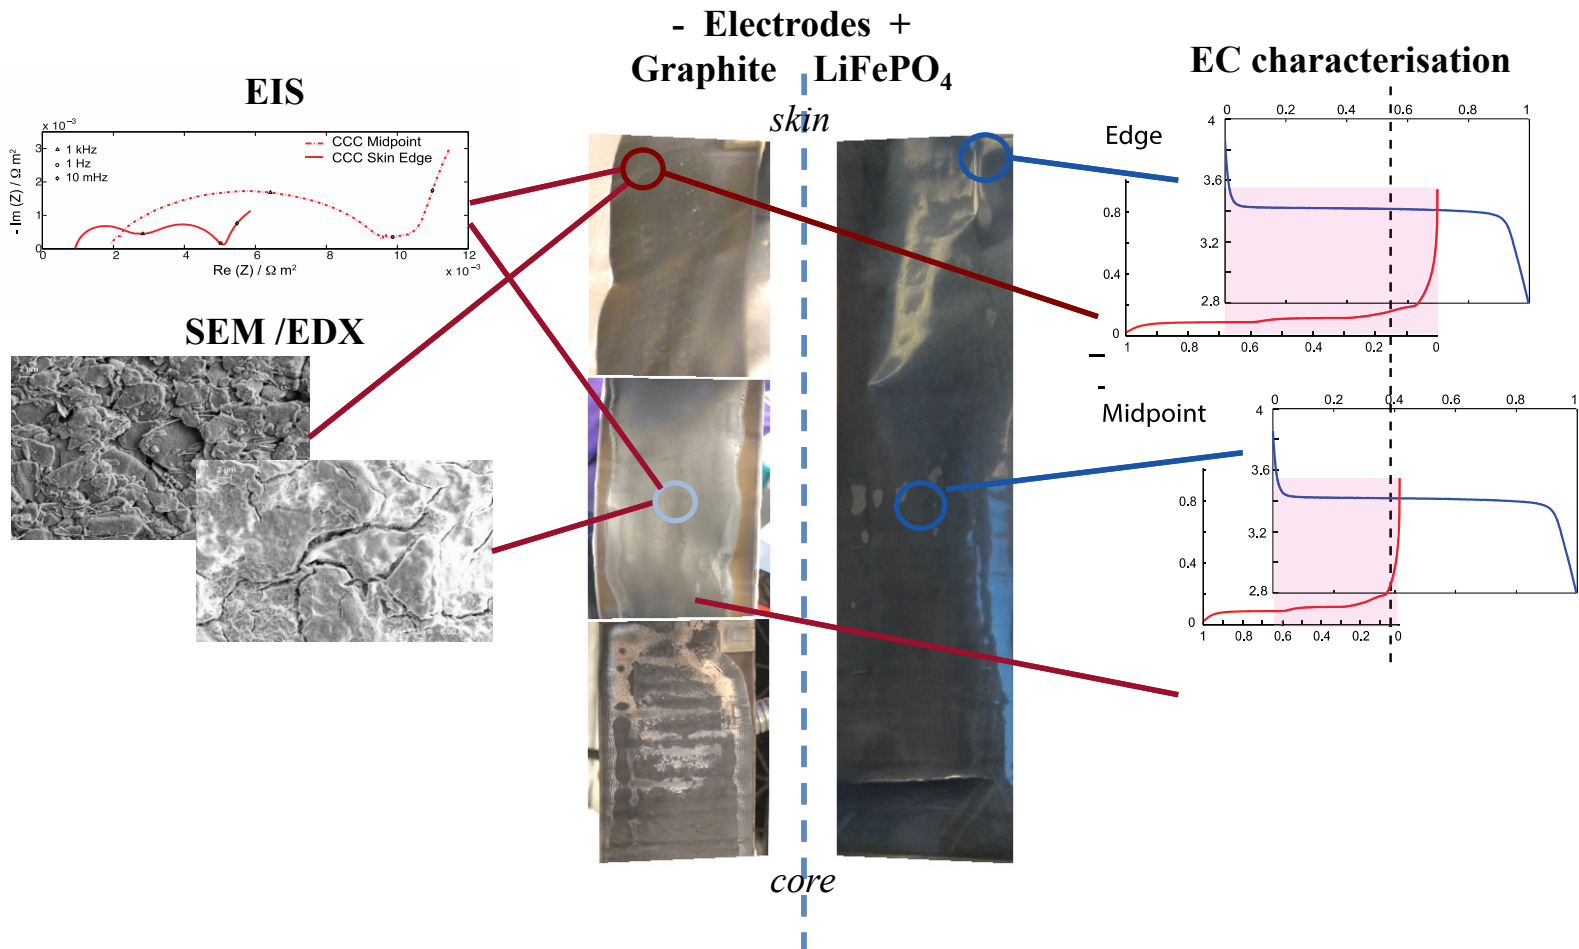 - Electrodes +
Graphite LiFePO₄
skin
core
EIS
x 10⁻³
3
2
1
0
- Im (Z) / Ω m²
1 kHz
1 Hz
10 mHz
CCC Midpoint
CCC Skin Edge
0 2 4 6 8 10 12
Re (Z) / Ω m²
x 10⁻³
SEM /EDX
2 µm
2 µm
EC characterisation
Edge
0 0.2 0.4 0.6 0.8 1
4
3.6
3.2
2.8
0.8
0.4
0
1 0.8 0.6 0.4 0.2 0
Midpoint
0 0.2 0.4 0.6 0.8 1
4
3.6
3.2
2.8
0.8
0.4
0
1 0.8 0.6 0.4 0.2 0